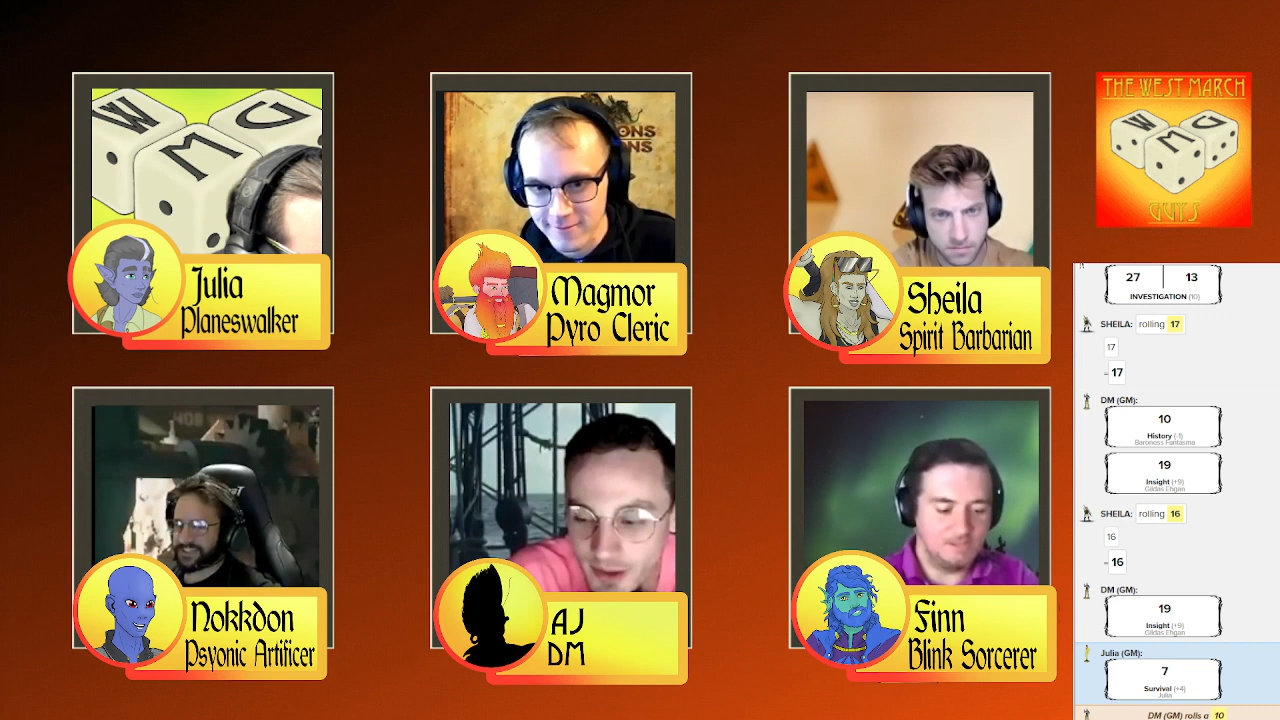 W
M
G
Julia
Planeswalker
ONS
NS
Magmor
Pyro Cleric
Sheila
Spirit Barbarian
Nokkdon
Psyonic Artificer
AJ
DM
Finn
Blink Sorcerer
THE WEST MARCH
W
M
G
GUYS
27 13
INVESTIGATION (10)
SHEILA: rolling 17
17
=17
DM (GM):
10
History (-1)
Baroness Fantasma
19
Insight (+9)
Gildas Ehgan
SHEILA: rolling 16
16
=16
DM (GM):
19
Insight (+9)
Gildas Ehgan
Julia (GM):
7
Survival (+4)
Julia
DM (GM) rolls a 10